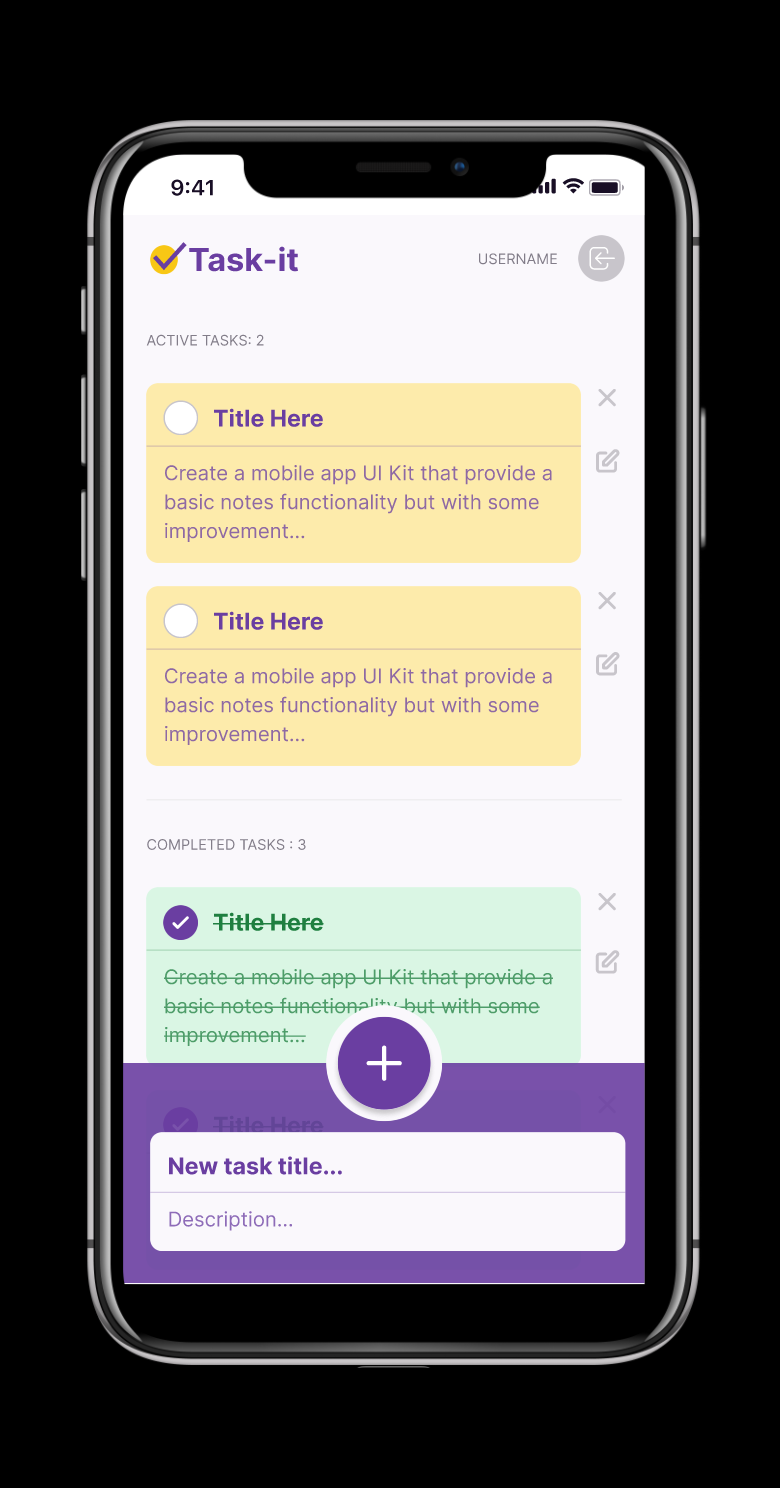 9:41
Task-it
USERNAME
ACTIVE TASKS: 2
Title Here
Create a mobile app UI Kit that provide a
basic notes functionality but with some
improvement...
Title Here
Create a mobile app UI Kit that provide a
basic notes functionality but with some
improvement...
COMPLETED TASKS : 3
Title Here
Create a mobile app UI Kit that provide a
basic notes functionality but with some
improvement...
Title Here
New task title...
Description...